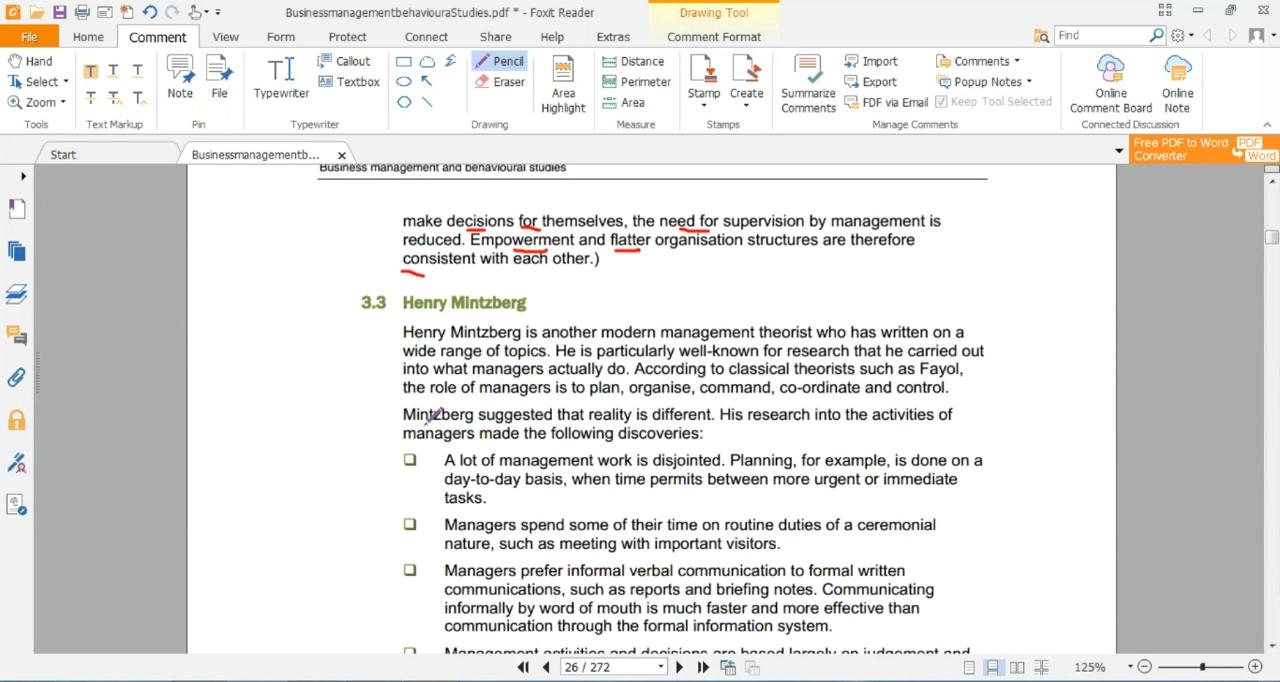 BusinessmanagementbehaviouraStudies.pdf * - Foxit Reader
Drawing Tool
File Home Comment View Form Protect Connect Share Help Extras Comment Format
Find
Hand
Select
Zoom
Tools
T T T
T T T
Text Markup
Note
File
Pin
Typewriter
Callout
Textbox
Typewriter
Pencil
Eraser
Area
Highlight
Drawing
Distance
Perimeter
Area
Measure
Stamp
Create
Stamps
Summarize
Comments
Import
Export
FDF via Email
Comments
Popup Notes
Keep Tool Selected
Manage Comments
Online
Comment Board
Online
Note
Connected Discussion
Start
Businessmanagementb...
Free PDF to Word
Converter
PDF
Word
Business management and behavioural studies
make decisions for themselves, the need for supervision by management is
reduced. Empowerment and flatter organisation structures are therefore
consistent with each other.)
3.3 Henry Mintzberg
Henry Mintzberg is another modern management theorist who has written on a
wide range of topics. He is particularly well-known for research that he carried out
into what managers actually do. According to classical theorists such as Fayol,
the role of managers is to plan, organise, command, co-ordinate and control.
Mintzberg suggested that reality is different. His research into the activities of
managers made the following discoveries:
A lot of management work is disjointed. Planning, for example, is done on a
day-to-day basis, when time permits between more urgent or immediate
tasks.
Managers spend some of their time on routine duties of a ceremonial
nature, such as meeting with important visitors.
Managers prefer informal verbal communication to formal written
communications, such as reports and briefing notes. Communicating
informally by word of mouth is much faster and more effective than
communication through the formal information system.
Management activities and decisions are based largely on judgement and
26 / 272
125%